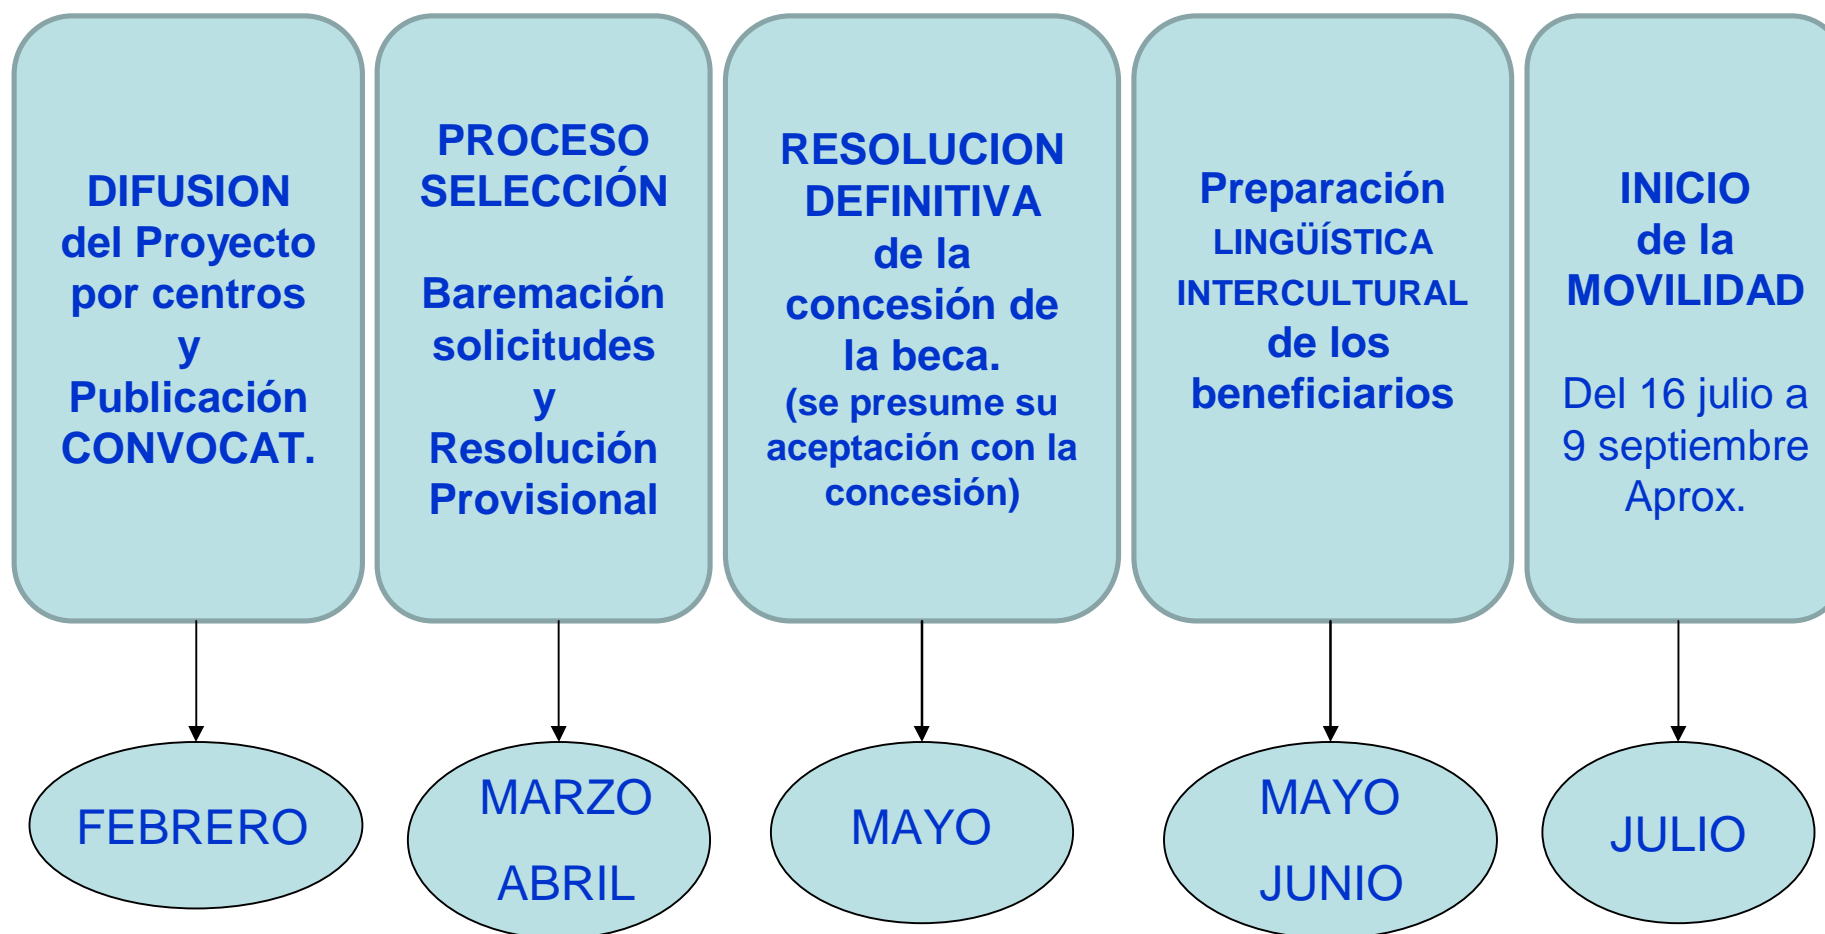 DIFUSION
del Proyecto
por centros
y
Publicación
CONVOCAT.
PROCESO
SELECCIÓN
Baremación
solicitudes
y
Resolución
Provisional
RESOLUCION
DEFINITIVA
de la
concesión de
la beca.
(se presume su
aceptación con la
concesión)
Preparación
LINGÜÍSTICA
INTERCULTURAL
de los
beneficiarios
INICIO
de la
MOVILIDAD
Del 16 julio a
9 septiembre
Aprox.
FEBRERO
MARZO
ABRIL
MAYO
MAYO
JUNIO
JULIO